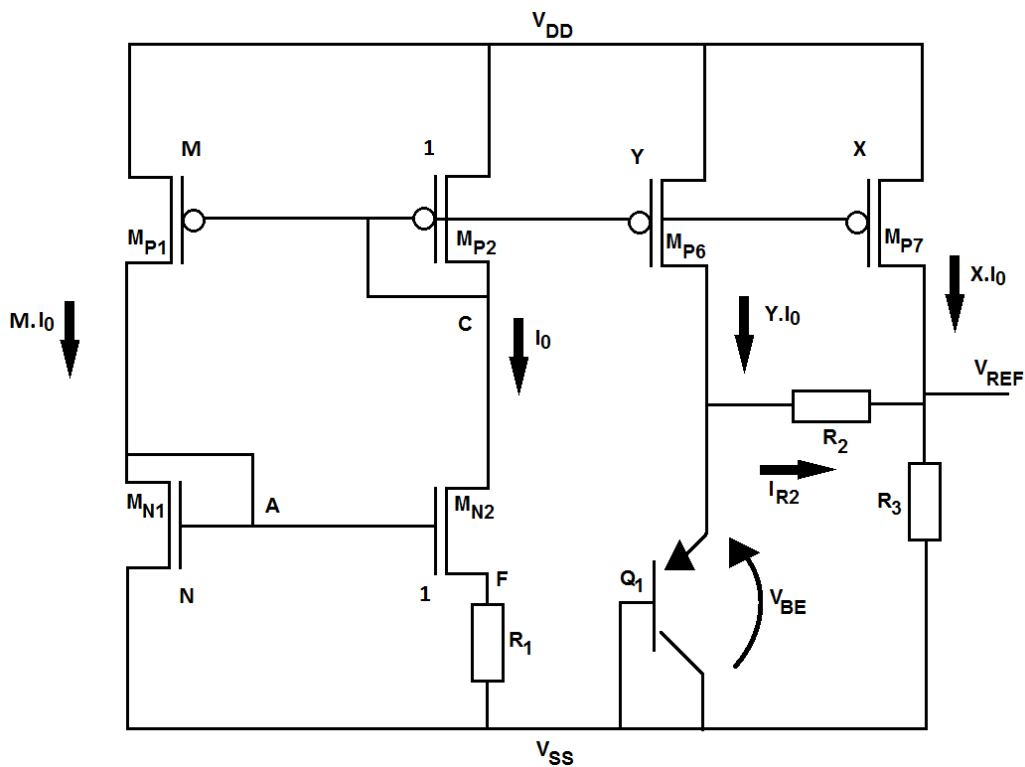 VDD
M
1
Y
X
MP1
MP2
MP6
MP7
M.I0
C
I0
Y.I0
X.I0
VREF
R2
IR2
R3
MN1
A
MN2
N
1
F
R1
Q1
VBE
VSS